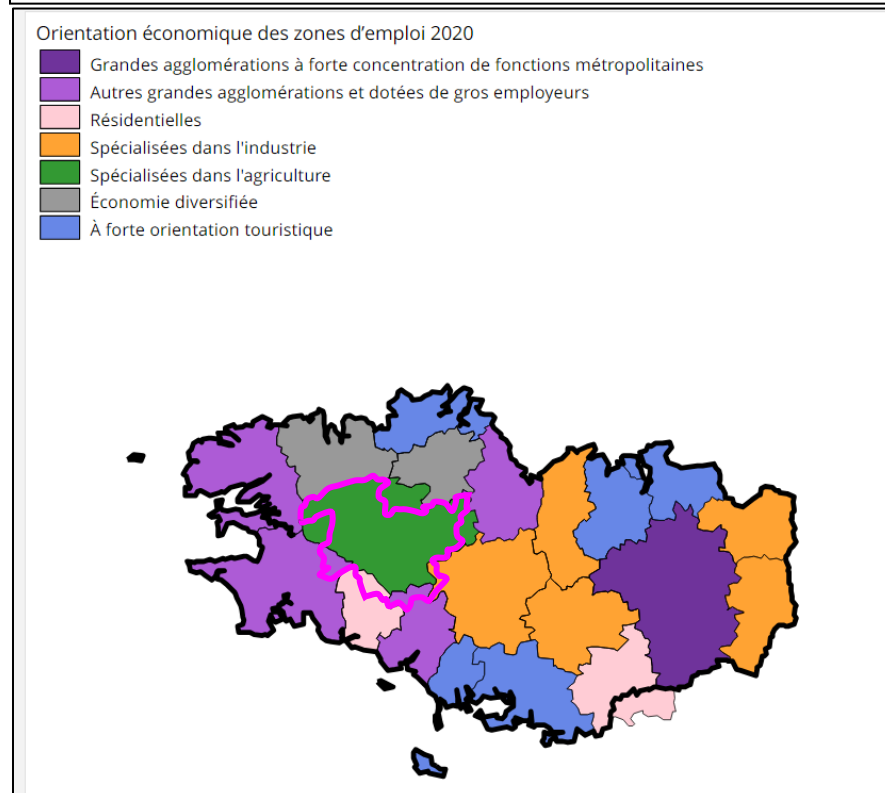 Orientation économique des zones d’emploi 2020
Grandes agglomérations à forte concentration de fonctions métropolitaines
Autres grandes agglomérations et dotées de gros employeurs
Résidentielles
Spécialisées dans l'industrie
Spécialisées dans l'agriculture
Économie diversifiée
À forte orientation touristique